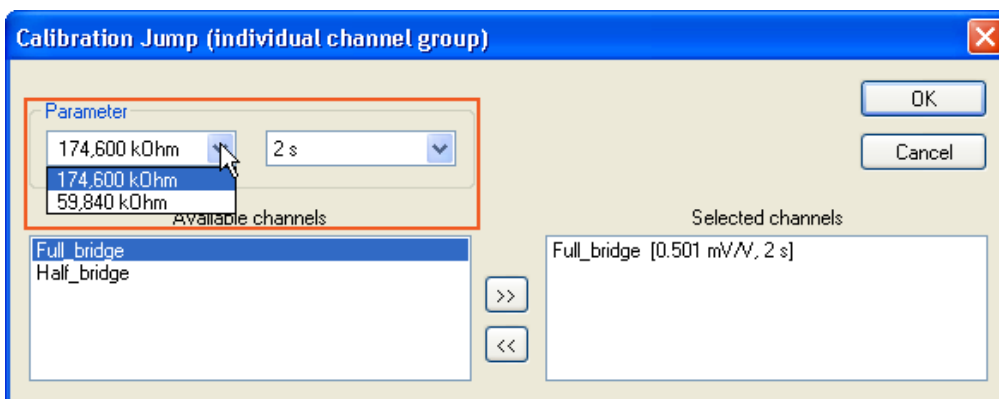 Calibration Jump (individual channel group)
Parameter
174,600 kOhm
2 s
174,600 kOhm
59,840 kOhm
OK
Cancel
Available channels
Full_bridge
Half_bridge
>>
<<
Selected channels
Full_bridge [0.501 mV/V, 2 s]